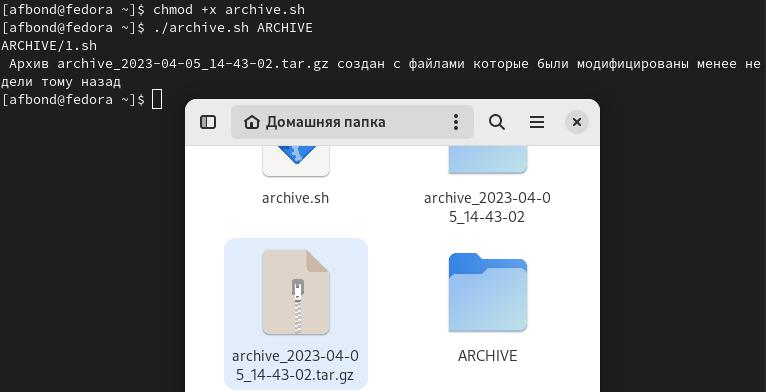 [afbond@fedora ~]$ chmod +x archive.sh
[afbond@fedora ~]$ ./archive.sh ARCHIVE
ARCHIVE/1.sh
 Архив archive_2023-04-05_14-43-02.tar.gz создан с файлами которые были модифицированы менее не
дели тому назад
[afbond@fedora ~]$
Домашняя папка
archive.sh
archive_2023-04-0
5_14-43-02
archive_2023-04-0
5_14-43-02.tar.gz
ARCHIVE